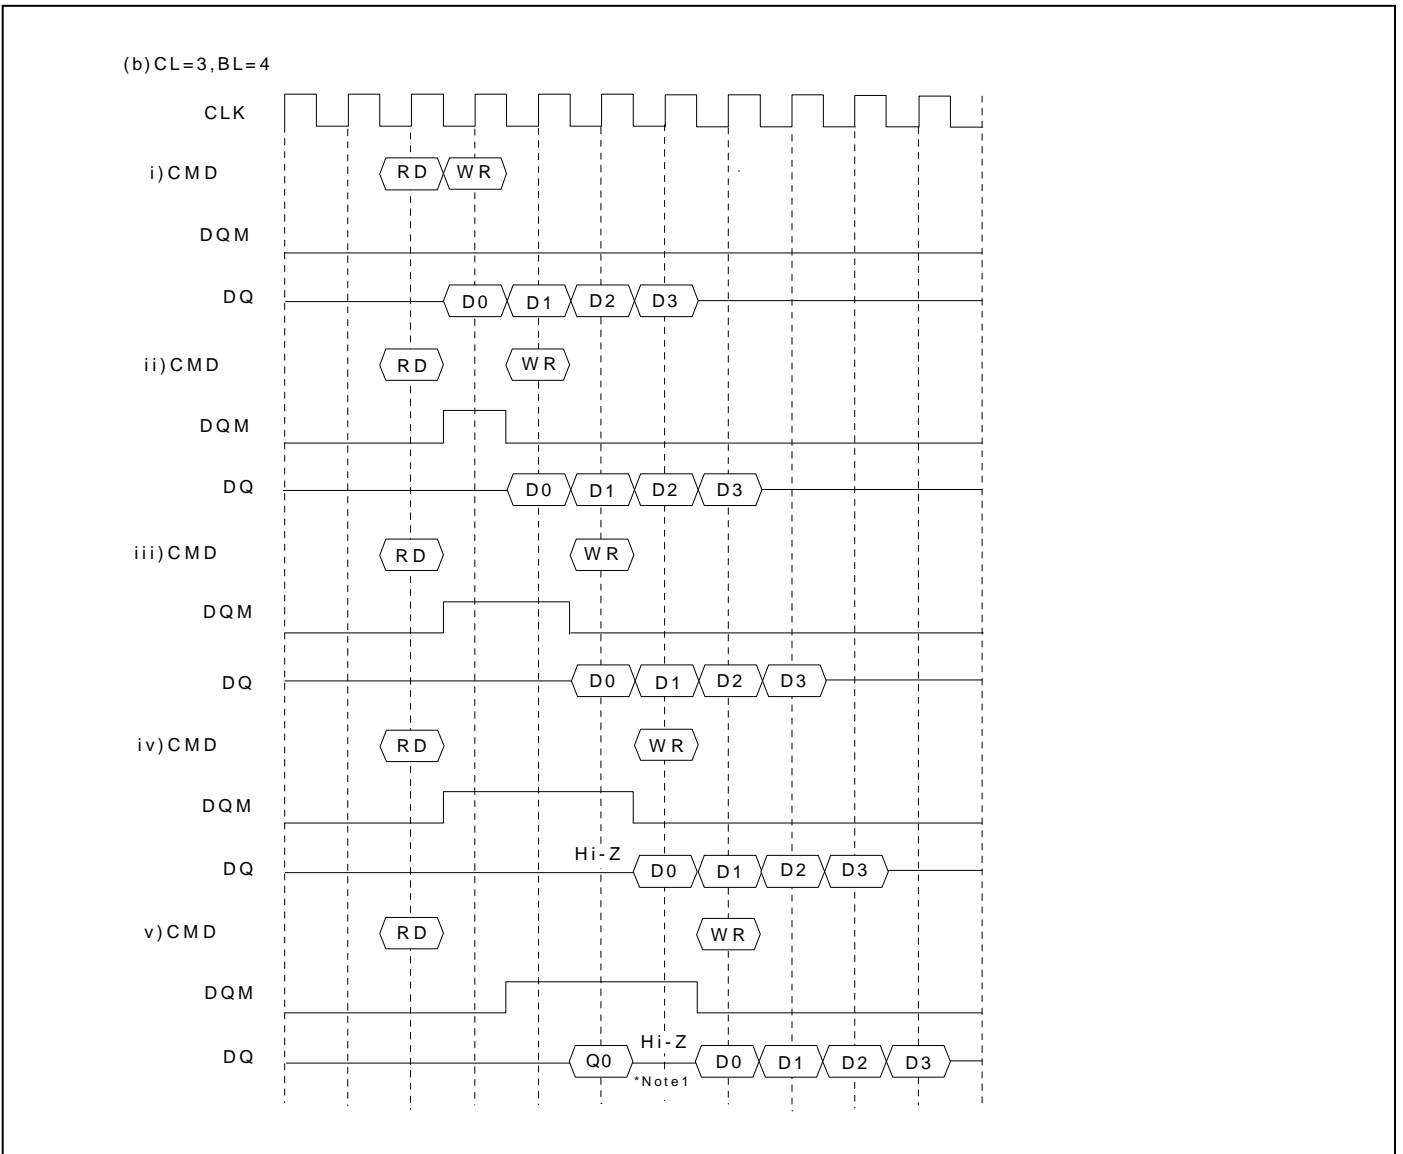 (b)CL=3,BL=4
CLK
i)CMD RD WR
DQM
DQ D0 D1 D2 D3
ii)CMD RD WR
DQM
DQ D0 D1 D2 D3
iii)CMD RD WR
DQM
DQ D0 D1 D2 D3
iv)CMD RD WR
DQM
Hi-Z
DQ D0 D1 D2 D3
v)CMD RD WR
DQM
Hi-Z
DQ Q0 D0 D1 D2 D3
*Note1